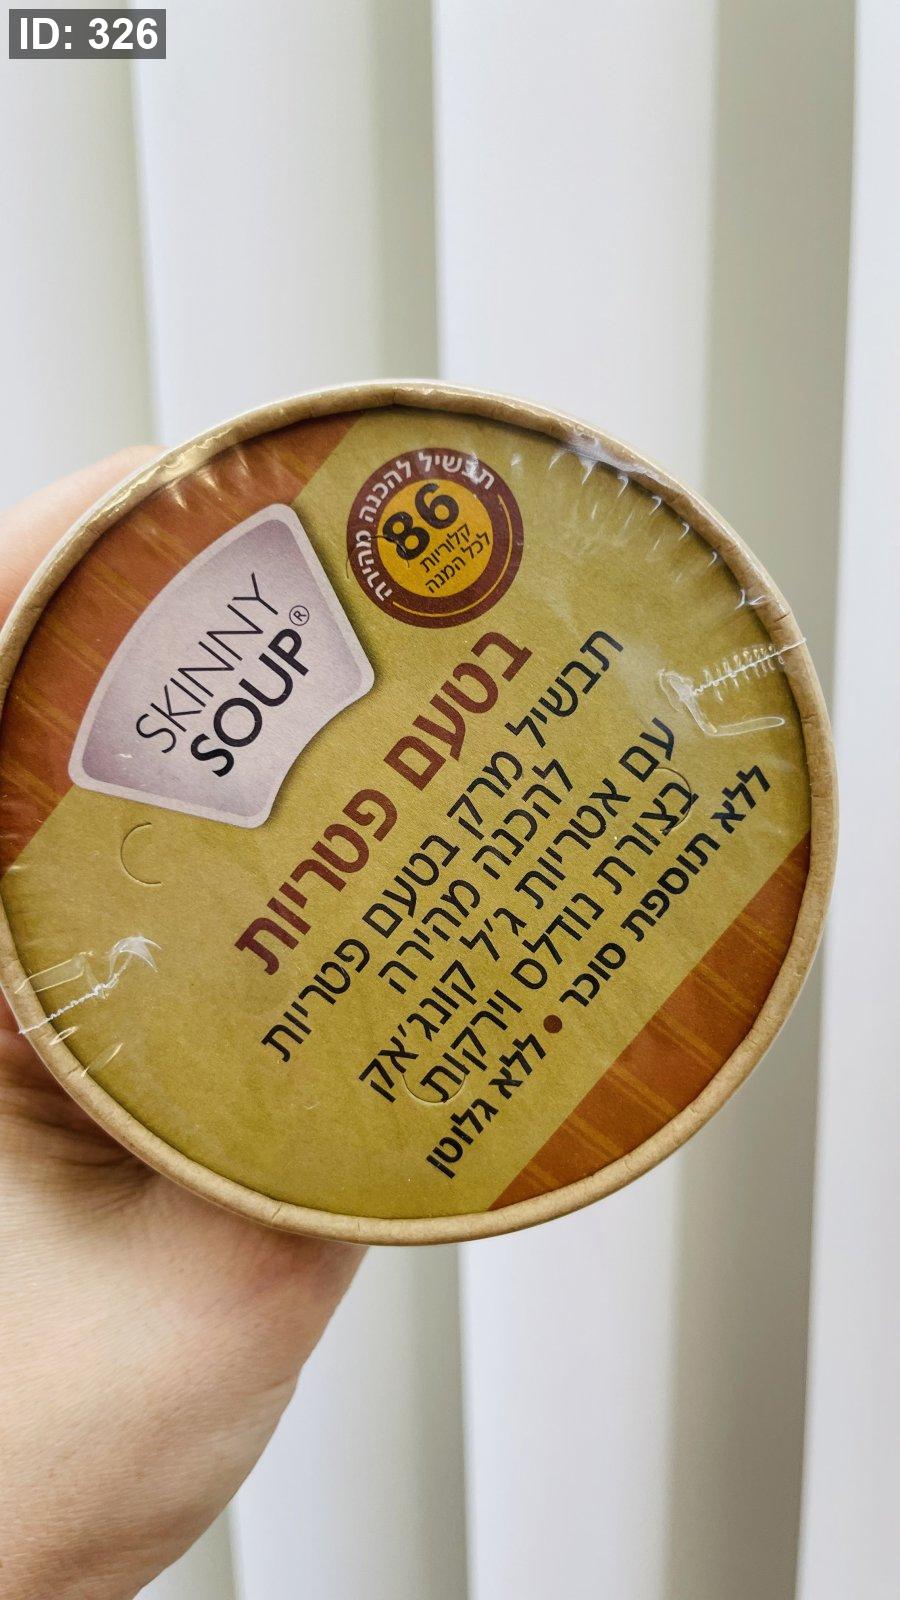 ID: 326
SKINNY
SOUP®
תבשיל להכנה מהירה
86
קלוריות
לכל המנה
בטעם פטריות
תבשיל מרק בטעם פטריות
להכנה מהירה
עם אטריות ג'ל קונג'אק
בצורת נודלס וירקות
ללא תוספת סוכר • ללא גלוטן